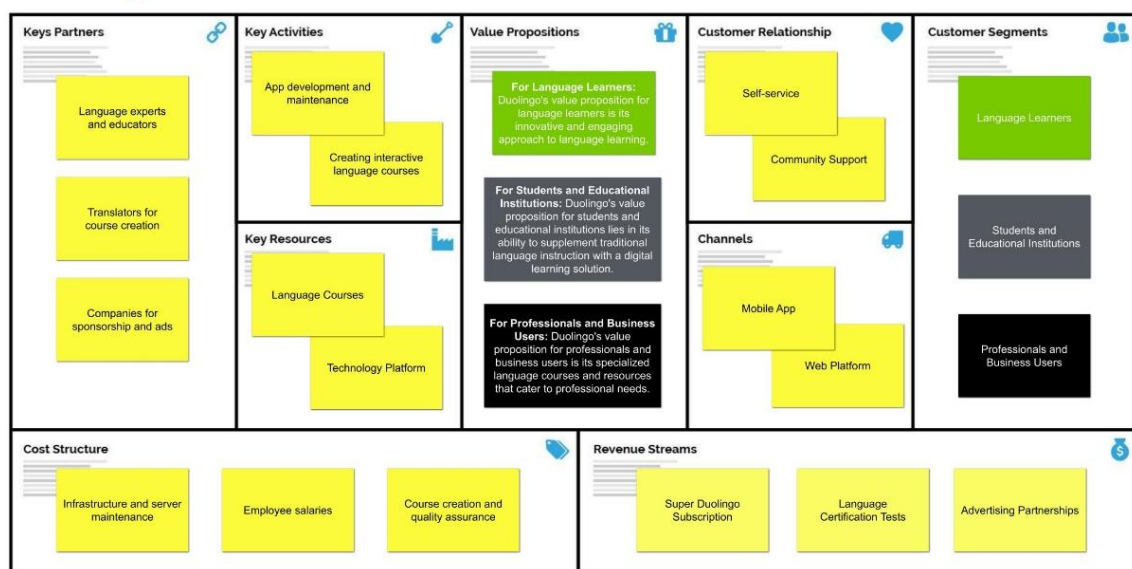 Keys Partners
Language experts
and educators
Translators for
course creation
Companies for
sponsorship and ads
Key Activities
App development and
maintenance
Creating interactive
language courses
Key Resources
Language Courses
Technology Platform
Value Propositions
For Language Learners:
Duolingo's value proposition for
language learners is its
innovative and engaging
approach to language learning.
For Students and Educational
Institutions: Duolingo's value
proposition for students and
educational institutions lies in its
ability to supplement traditional
language instruction with a digital
learning solution.
For Professionals and Business
Users: Duolingo's value
proposition for professionals and
business users is its specialized
language courses and resources
that cater to professional needs.
Customer Relationship
Self-service
Community Support
Channels
Mobile App
Web Platform
Customer Segments
Language Learners
Students and
Educational Institutions
Professionals and
Business Users
Cost Structure
Infrastructure and server
maintenance
Employee salaries
Course creation and
quality assurance
Revenue Streams
Super Duolingo
Subscription
Language
Certification Tests
Advertising Partnerships
$